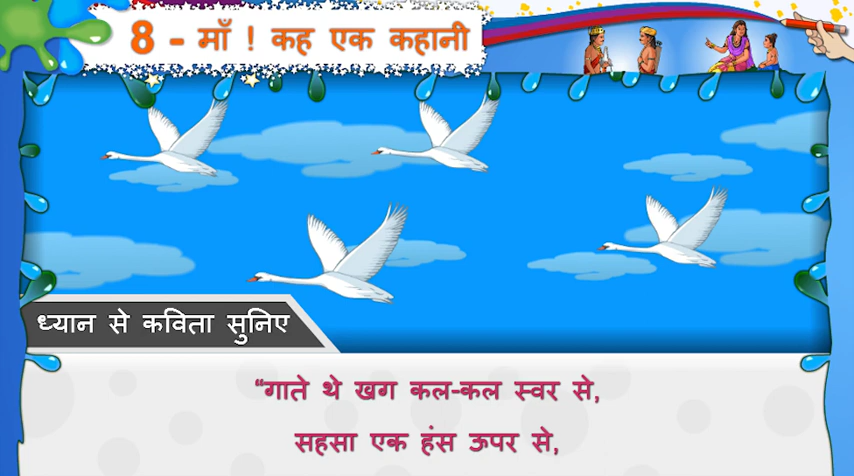 8 - माँ ! कह एक कहानी
ध्यान से कविता सुनिए
“गाते थे खग कल-कल स्वर से,
सहसा एक हंस ऊपर से,